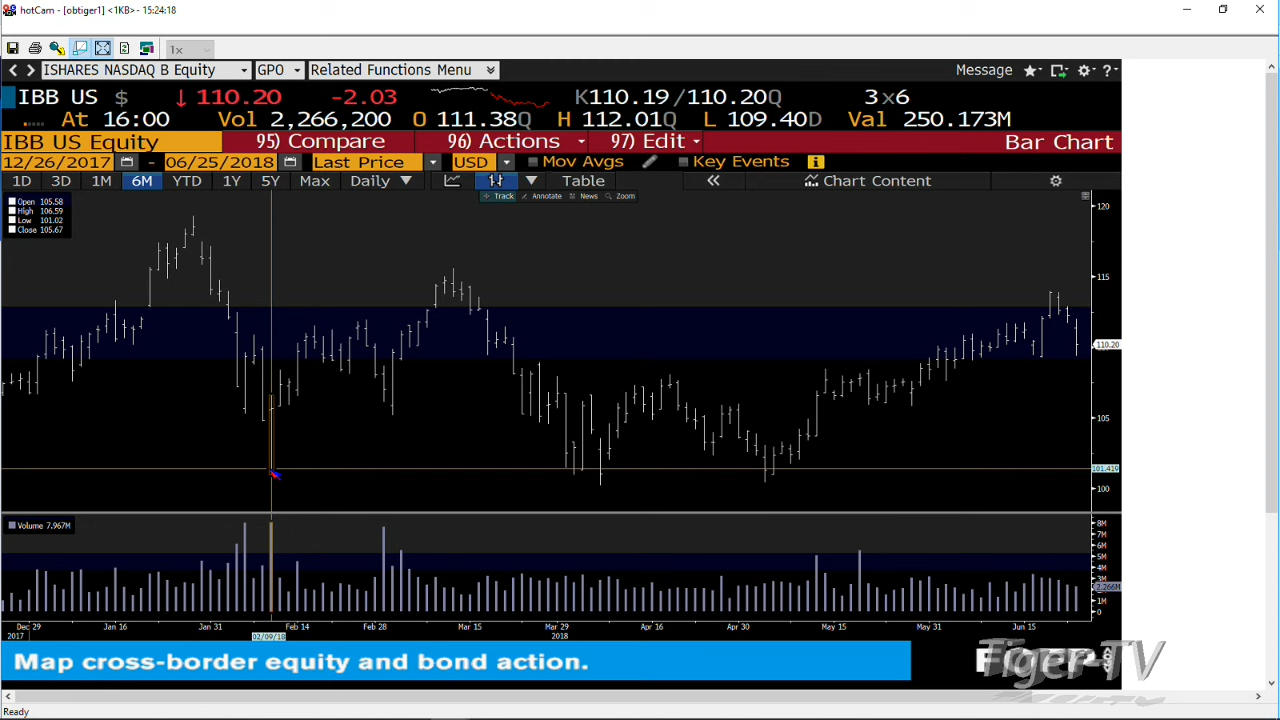 hotCam - [obtiger1] <1KB> - 15:24:18
1x
ISHARES NASDAQ B Equity GPO Related Functions Menu Message ?
IBB US $ ↓ 110.20 -2.03 K110.19/110.20Q 3x6
At 16:00 Vol 2,266,200 O 111.38Q H 112.01Q L 109.40D Val 250.173M
IBB US Equity 95) Compare 96) Actions 97) Edit Bar Chart
12/26/2017 - 06/25/2018 Last Price USD Mov Avgs Key Events i
1D 3D 1M 6M YTD 1Y 5Y Max Daily ▼ Table « Chart Content
Track Annotate News Zoom
Open 105.58
High 106.59
Low 101.02
Close 105.67
120
115
110.20
105
101.419
100
Volume 7.967M
8M
7M
6M
5M
4M
3M
2.266M
1M
0
Dec 29 Jan 16 Jan 31 Feb 14 Feb 28 Mar 15 Mar 29 Apr 16 Apr 30 May 15 May 31 Jun 15
2017 02/09/18 2018
Map cross-border equity and bond action.
Tiger-TV
Ready